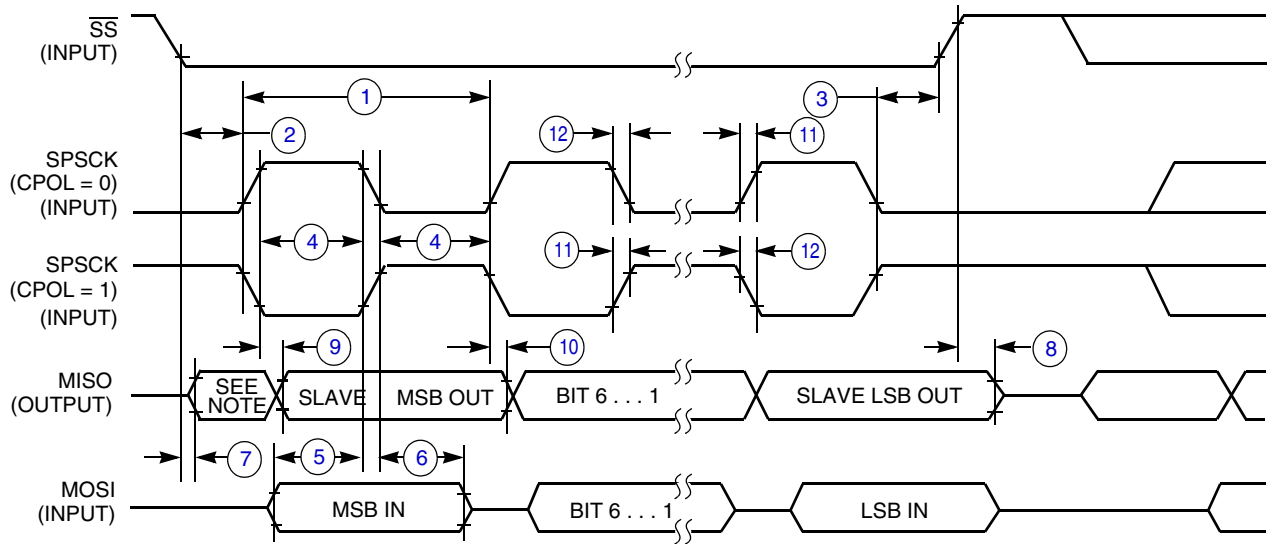 SS
(INPUT)
1
3
2
12
11
SPSCK
(CPOL = 0)
(INPUT)
4
4
11
12
SPSCK
(CPOL = 1)
(INPUT)
9
10
8
MISO
(OUTPUT)
SEE
NOTE
SLAVE
MSB OUT
BIT 6 . . . 1
SLAVE LSB OUT
7
5
6
MOSI
(INPUT)
MSB IN
BIT 6 . . . 1
LSB IN